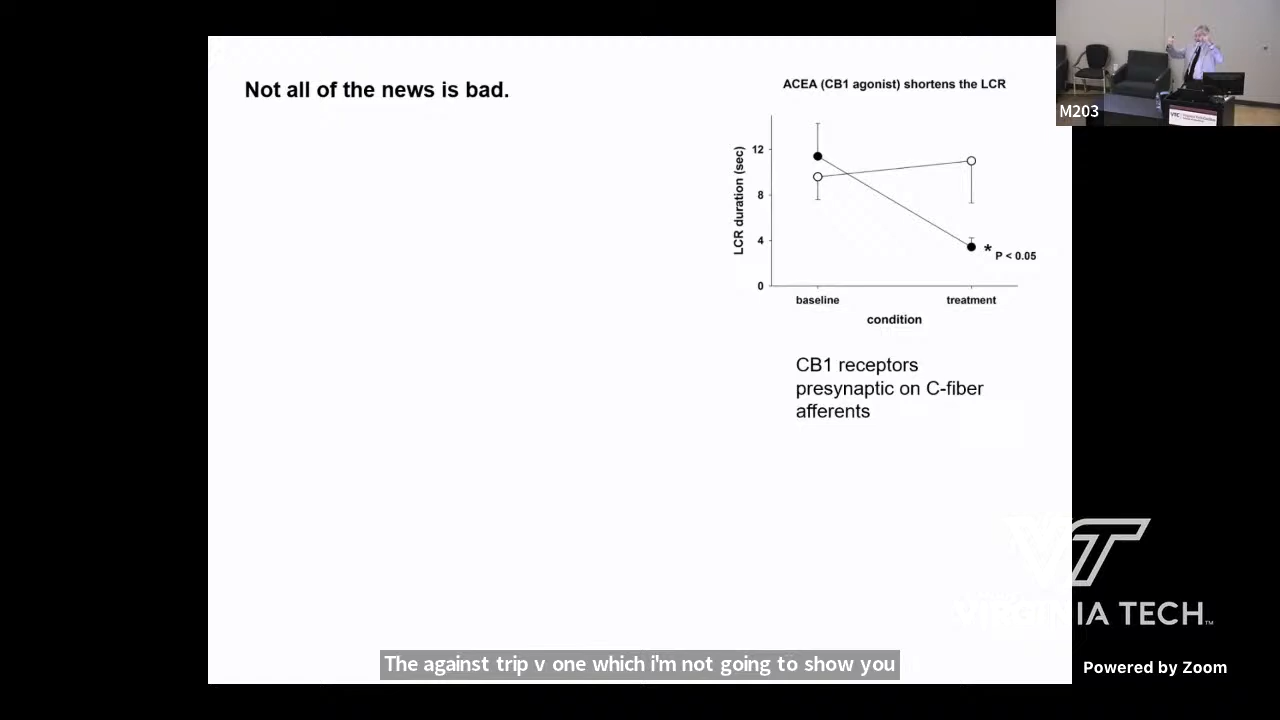 Not all of the news is bad.
ACEA (CB1 agonist) shortens the LCR
LCR duration (sec)
12
8
4
0
* P < 0.05
baseline
treatment
condition
CB1 receptors
presynaptic on C-fiber
afferents
M203
VT
VIRGINIA TECH™
The against trip v one which i'm not going to show you
Powered by Zoom